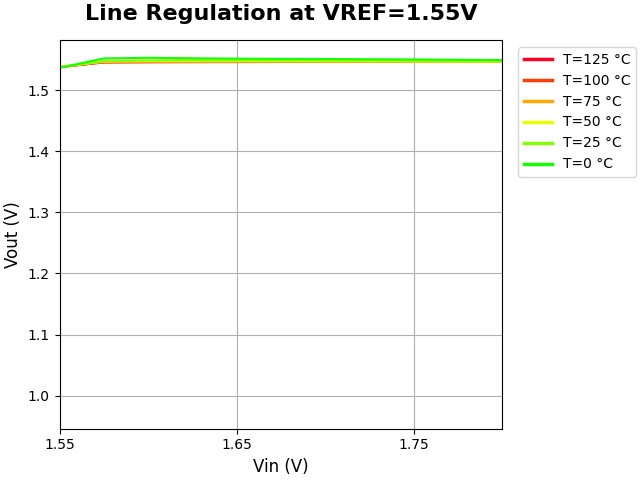 Line Regulation at VREF=1.55V
T=125 °C
T=100 °C
T=75 °C
T=50 °C
T=25 °C
T=0 °C
Vout (V)
1.5
1.4
1.3
1.2
1.1
1.0
1.55
1.65
1.75
Vin (V)